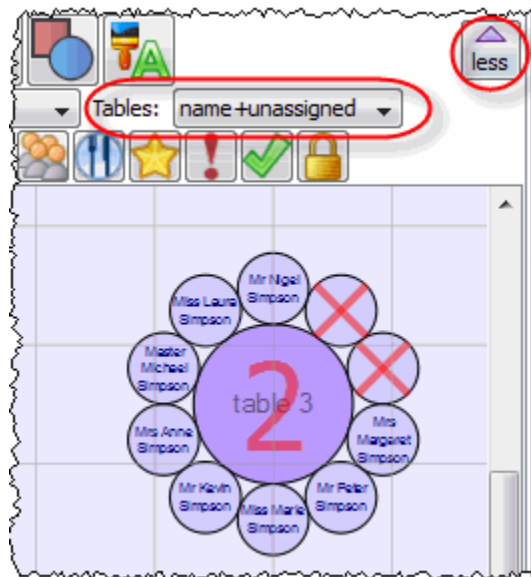 less
A
Tables: name+unassigned
Mr Nigel
Simpson
Miss Laura
Simpson
Master
Micheel
Simpson
table 3
2
Mrs
Margaret
Simpson
Mrs Anne
Simpson
Mr Kevin
Simpson
Mr Peter
Simpson
Miss Marie
Simpson